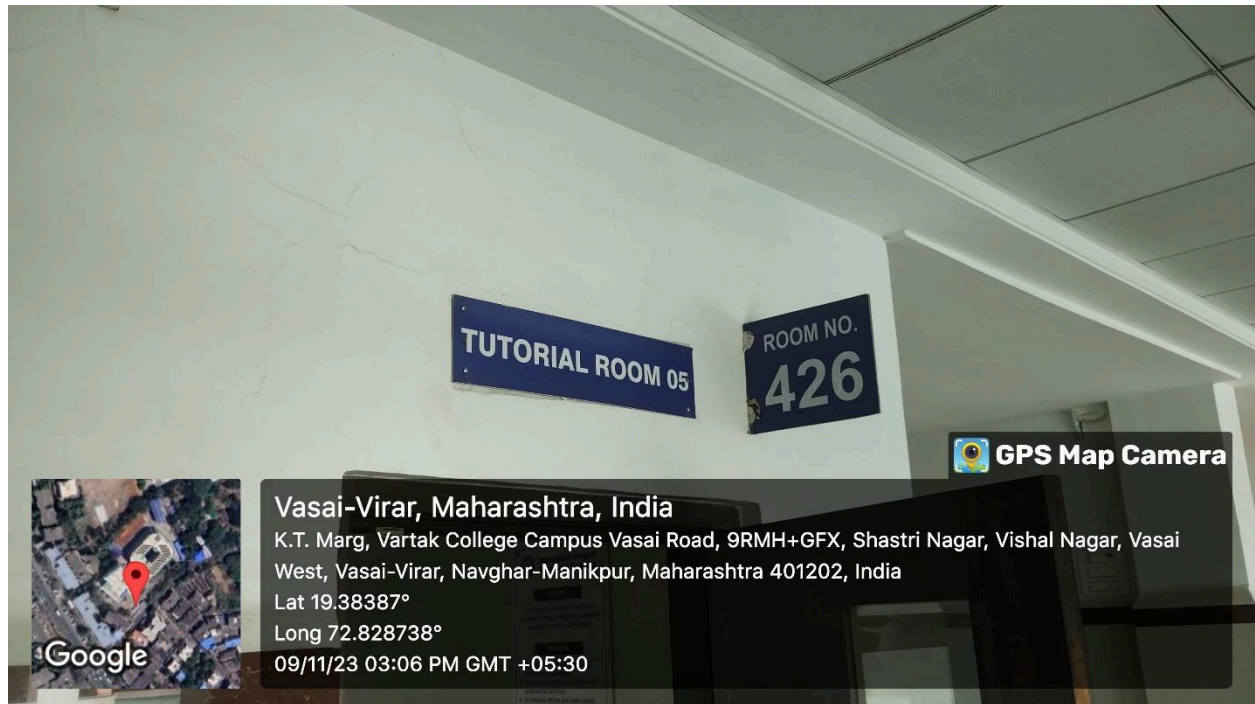 TUTORIAL ROOM 05
ROOM NO.
426
GPS Map Camera
Vasai-Virar, Maharashtra, India
K.T. Marg, Vartak College Campus Vasai Road, 9RMH+GFX, Shastri Nagar, Vishal Nagar, Vasai
West, Vasai-Virar, Navghar-Manikpur, Maharashtra 401202, India
Lat 19.38387°
Long 72.828738°
09/11/23 03:06 PM GMT +05:30
Google